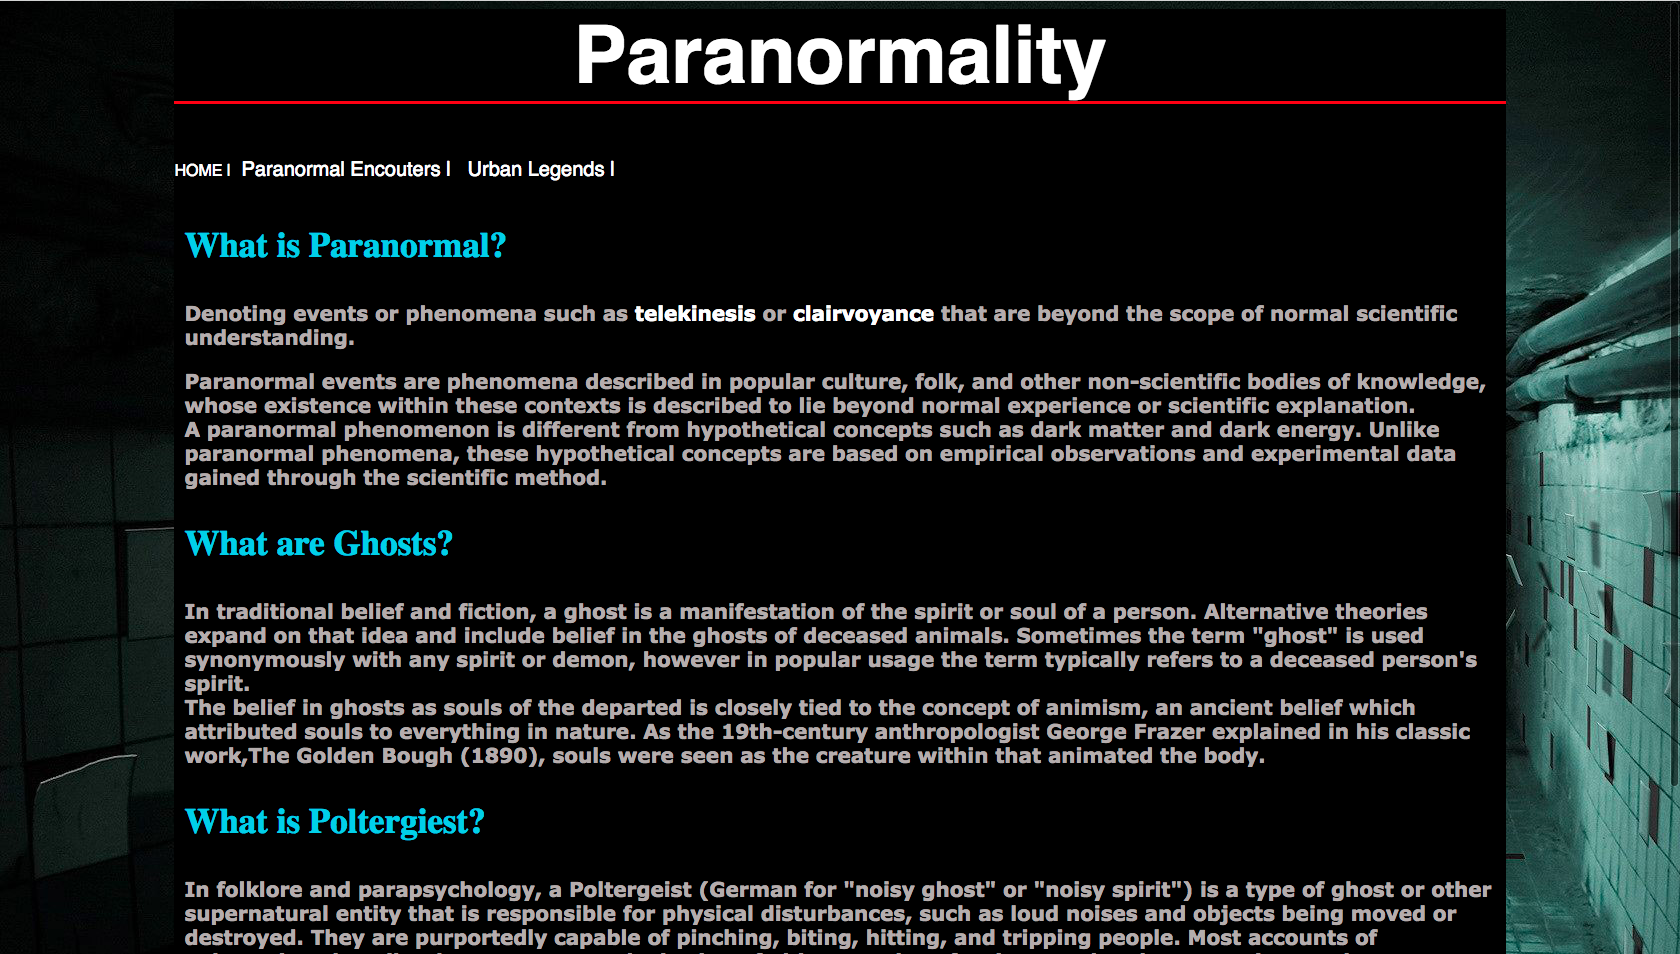 Paranormality
HOME | Paranormal Encouters | Urban Legends |
What is Paranormal?
Denoting events or phenomena such as telekinesis or clairvoyance that are beyond the scope of normal scientific
understanding.
Paranormal events are phenomena described in popular culture, folk, and other non-scientific bodies of knowledge,
whose existence within these contexts is described to lie beyond normal experience or scientific explanation.
A paranormal phenomenon is different from hypothetical concepts such as dark matter and dark energy. Unlike
paranormal phenomena, these hypothetical concepts are based on empirical observations and experimental data
gained through the scientific method.
What are Ghosts?
In traditional belief and fiction, a ghost is a manifestation of the spirit or soul of a person. Alternative theories
expand on that idea and include belief in the ghosts of deceased animals. Sometimes the term "ghost" is used
synonymously with any spirit or demon, however in popular usage the term typically refers to a deceased person's
spirit.
The belief in ghosts as souls of the departed is closely tied to the concept of animism, an ancient belief which
attributed souls to everything in nature. As the 19th-century anthropologist George Frazer explained in his classic
work,The Golden Bough (1890), souls were seen as the creature within that animated the body.
What is Poltergiest?
In folklore and parapsychology, a Poltergeist (German for "noisy ghost" or "noisy spirit") is a type of ghost or other
supernatural entity that is responsible for physical disturbances, such as loud noises and objects being moved or
destroyed. They are purportedly capable of pinching, biting, hitting, and tripping people. Most accounts of